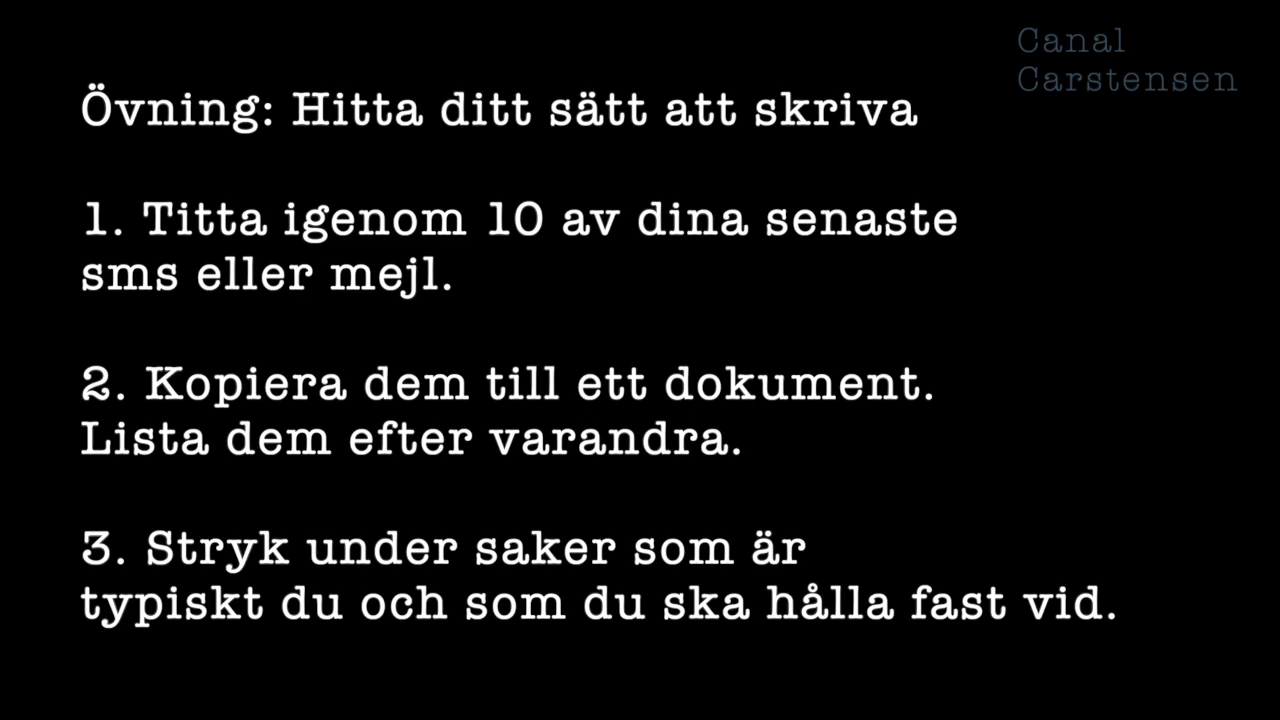 Canal
Carstensen
Övning: Hitta ditt sätt att skriva
1. Titta igenom 10 av dina senaste
sms eller mejl.
2. Kopiera dem till ett dokument.
Lista dem efter varandra.
3. Stryk under saker som är
typiskt du och som du ska hålla fast vid.